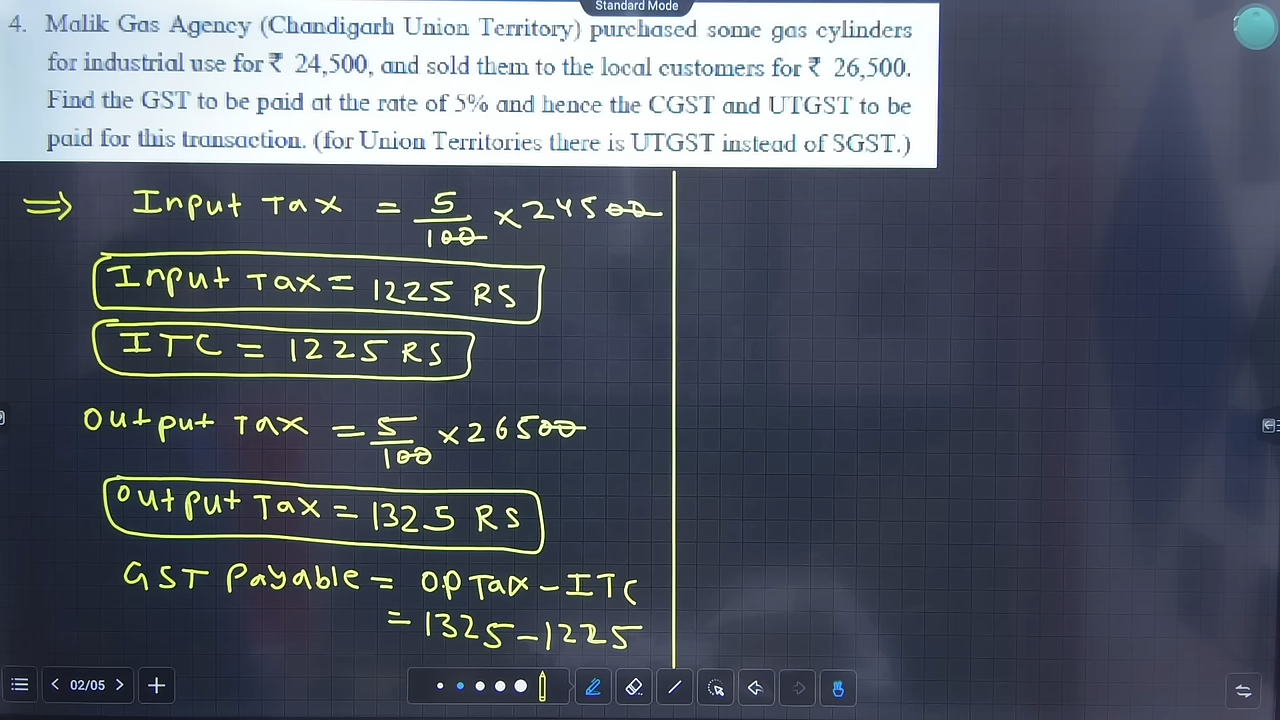 Standard Mode
4. Malik Gas Agency (Chandigarh Union Territory) purchased some gas cylinders
for industrial use for ₹ 24,500, and sold them to the local customers for ₹ 26,500.
Find the GST to be paid at the rate of 5% and hence the CGST and UTGST to be
paid for this transaction. (for Union Territories there is UTGST instead of SGST.)
⇒ Input Tax = 5/100 × 24500
Input Tax = 1225 RS
ITC = 1225 RS
Output Tax = 5/100 × 26500
Output Tax = 1325 RS
GST Payable = O.P Tax - ITC
= 1325 - 1225
02/05